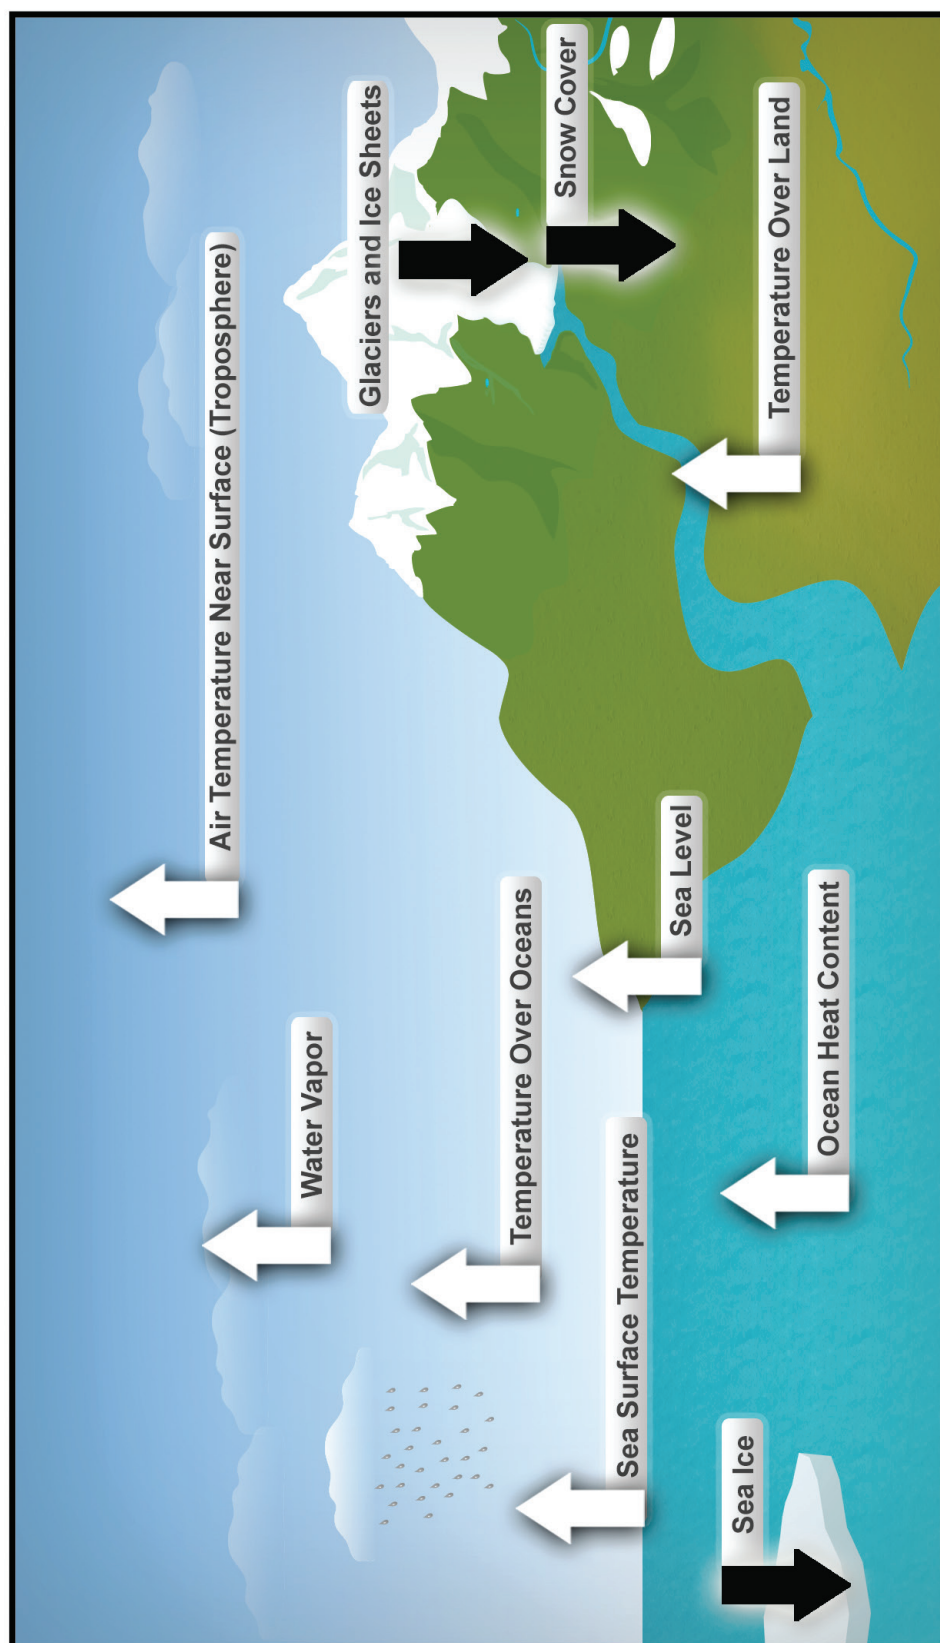 Air Temperature Near Surface (Troposphere)
Water Vapor
Glaciers and Ice Sheets
Temperature Over Oceans
Snow Cover
Sea Surface Temperature
Sea Level
Sea Ice
Temperature Over Land
Ocean Heat Content